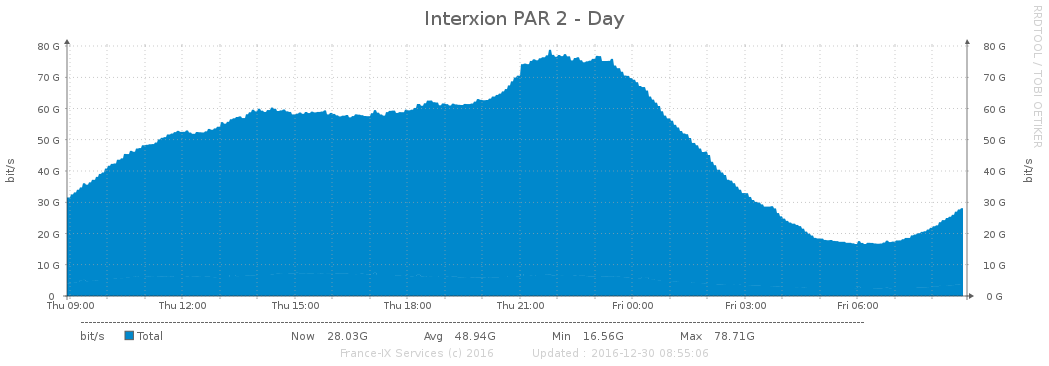 Interxion PAR 2 - Day
RRDTOOL / TOBI OETIKER
80 G 80 G
70 G 70 G
60 G 60 G
50 G 50 G
40 G 40 G
30 G 30 G
20 G 20 G
10 G 10 G
0 0 G
bit/s
bit/s
Thu 09:00 Thu 12:00 Thu 15:00 Thu 18:00 Thu 21:00 Fri 00:00 Fri 03:00 Fri 06:00
bit/s Total Now 28.03G Avg 48.94G Min 16.56G Max 78.71G
France-IX Services (c) 2016 Updated : 2016-12-30 08:55:06